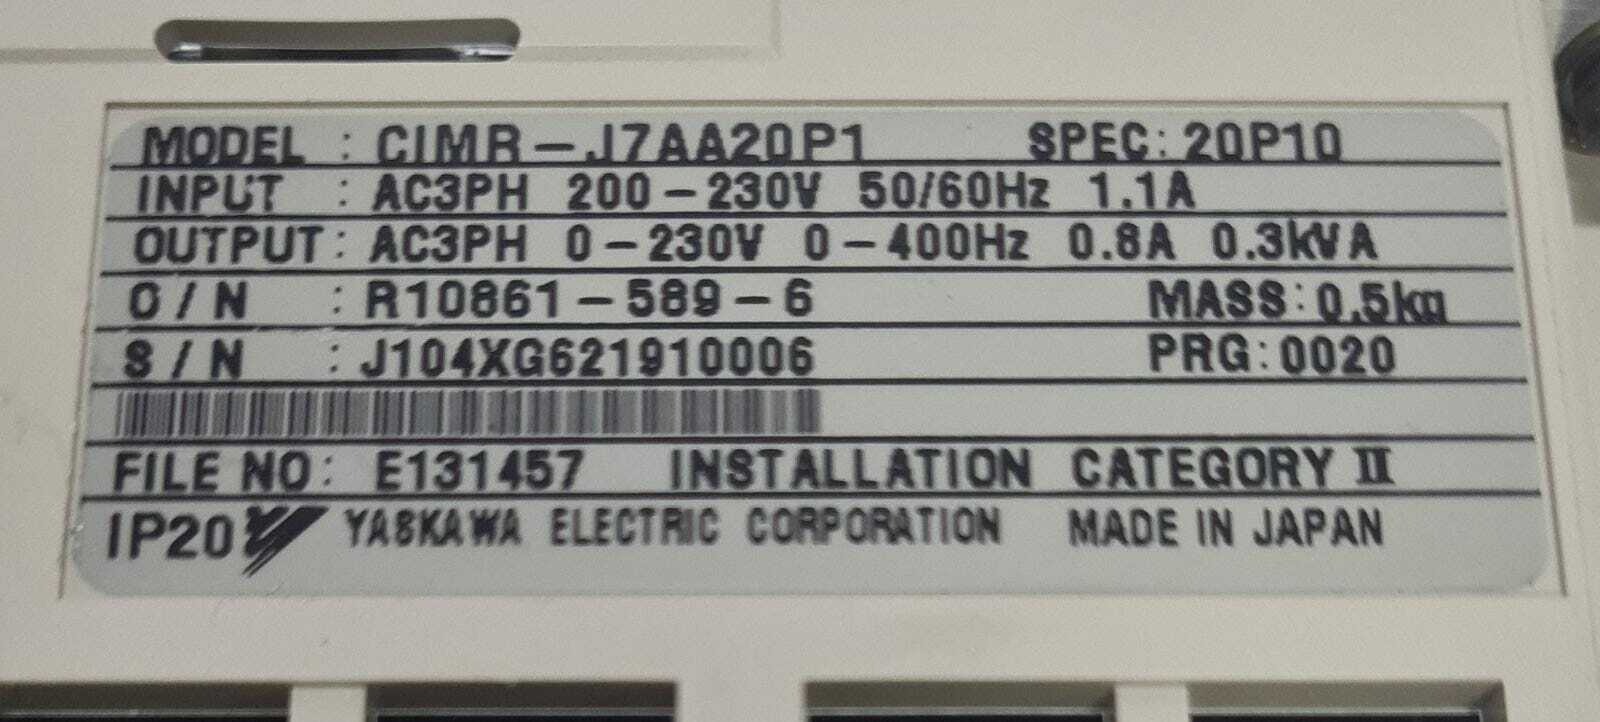 MODEL : CIMR-J7AA20P1 SPEC: 20P10
INPUT : AC3PH 200-230V 50/60Hz 1.1A
OUTPUT: AC3PH 0-230V 0-400Hz 0.8A 0.3kVA
O / N : R10861-589-6 MASS: 0.5kg
S / N : J104XG621910006 PRG: 0020
FILE NO: E131457 INSTALLATION CATEGORY II
IP20 YASKAWA ELECTRIC CORPORATION MADE IN JAPAN